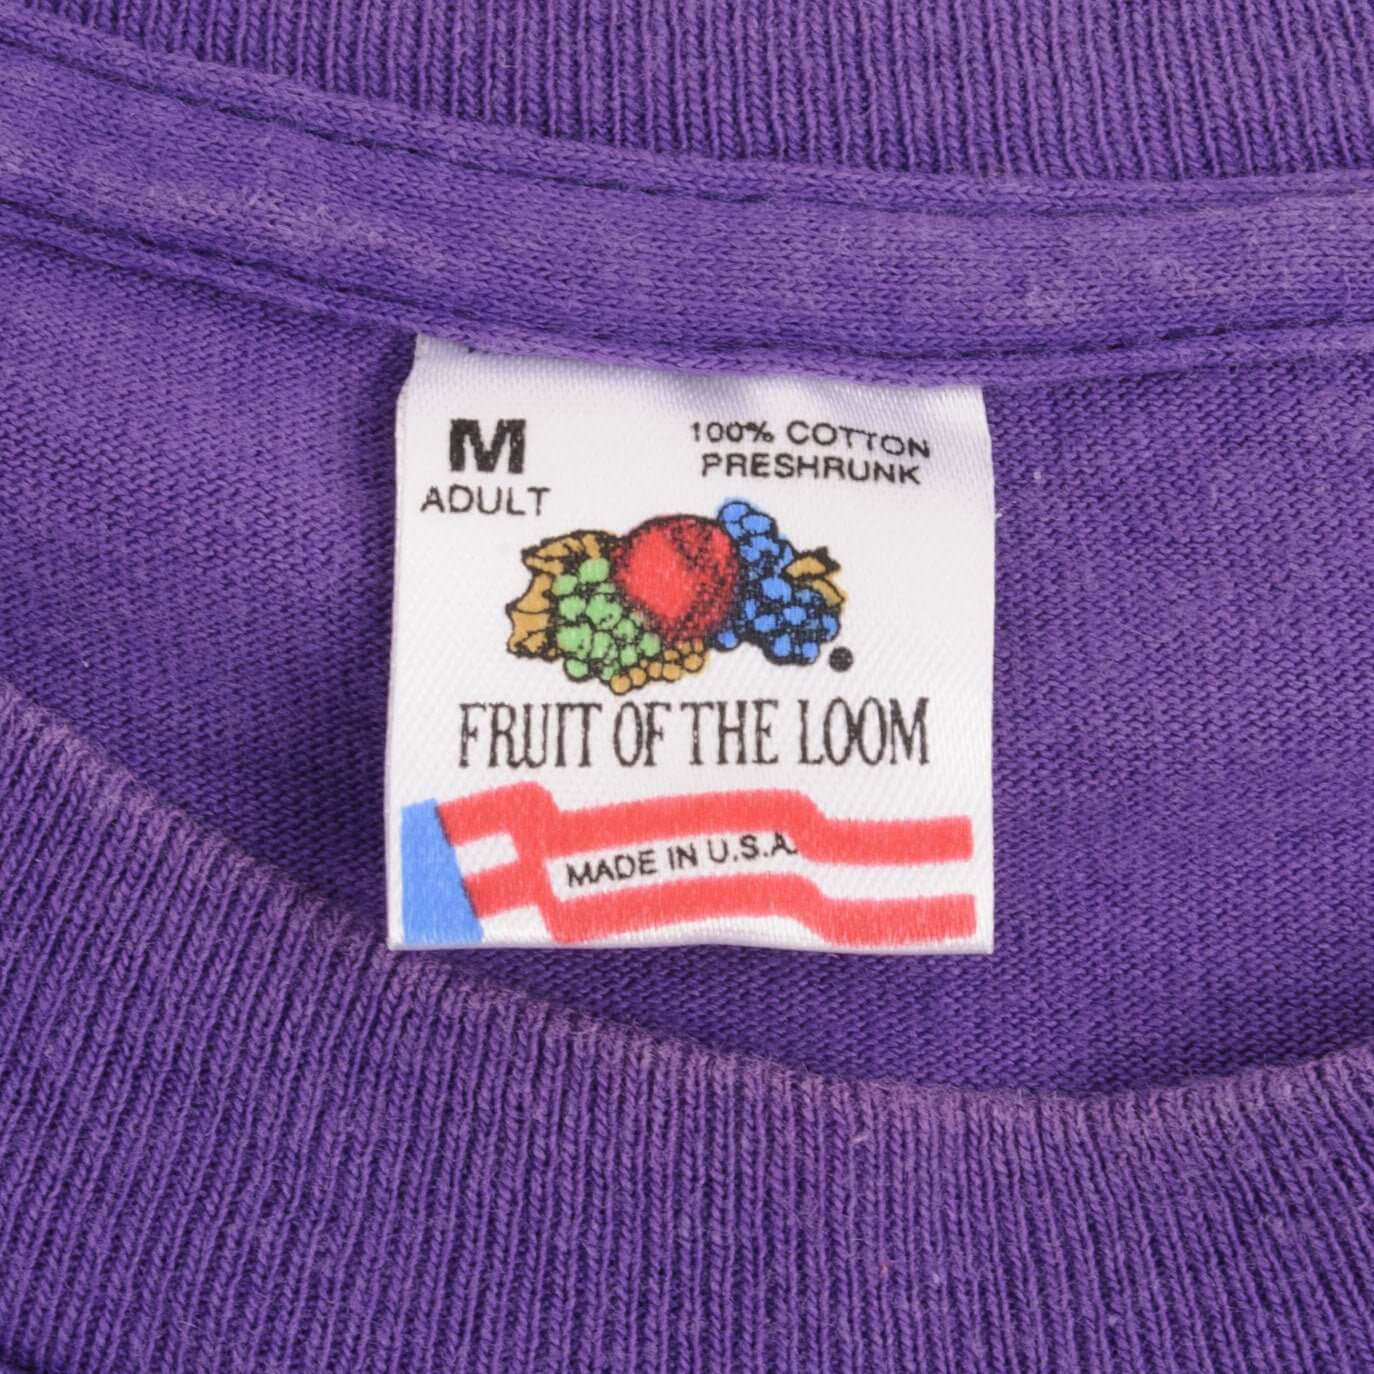 M
ADULT
100% COTTON
PRESHRUNK
FRUIT OF THE LOOM
MADE IN U.S.A.